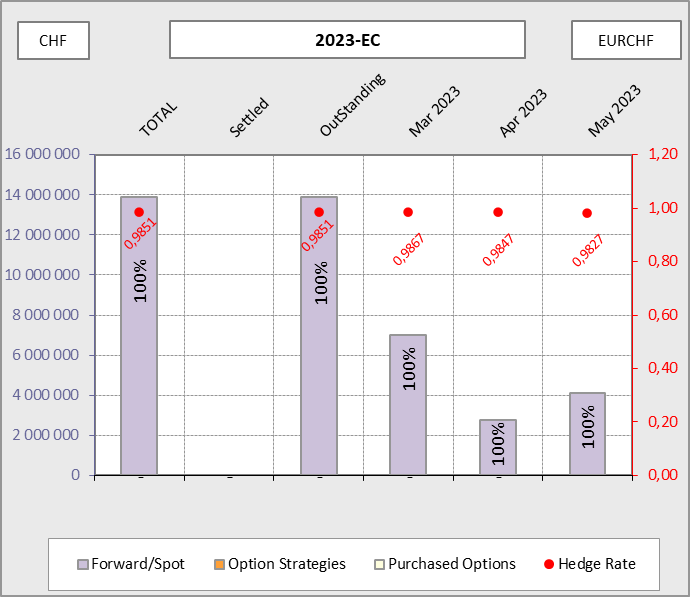 CHF
2023-EC
EURCHF
TOTAL
Settled
OutStanding
Mar 2023
Apr 2023
May 2023
16 000 000
14 000 000
12 000 000
10 000 000
8 000 000
6 000 000
4 000 000
2 000 000
0
1,20
1,00
0,80
0,60
0,40
0,20
0,00
0,9851
0,9851
0,9867
0,9847
0,9827
100%
100%
100%
100%
100%
Forward/Spot
Option Strategies
Purchased Options
Hedge Rate